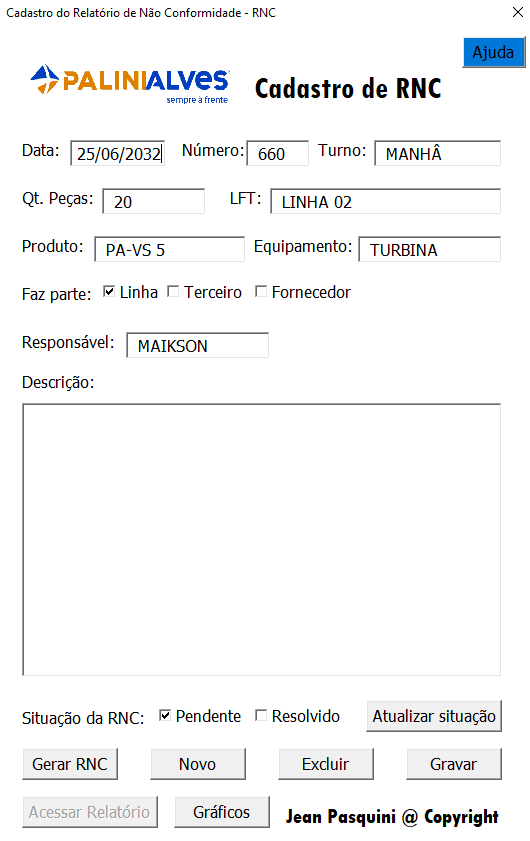 Cadastro do Relatório de Não Conformidade - RNC
Ajuda
PALINIALVES
sempre à frente
Cadastro de RNC
Data: 25/06/2032 Número: 660 Turno: MANHÂ
Qt. Peças: 20 LFT: LINHA 02
Produto: PA-VS 5 Equipamento: TURBINA
Faz parte: Linha Terceiro Fornecedor
Responsável: MAIKSON
Descrição:
Situação da RNC: Pendente Resolvido Atualizar situação
Gerar RNC Novo Excluir Gravar
Acessar Relatório Gráficos Jean Pasquini @ Copyright